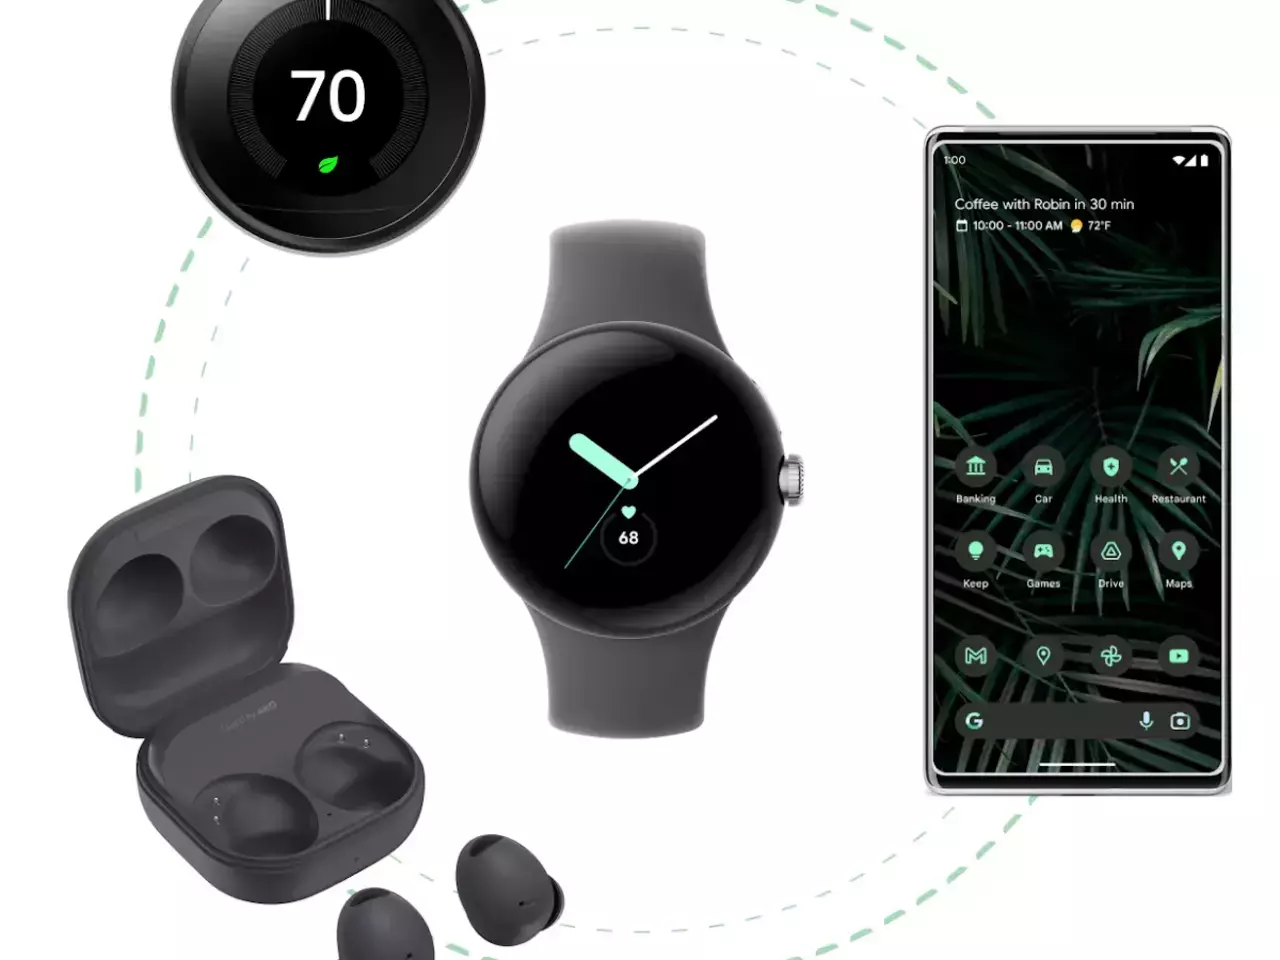 70
1:00
Coffee with Robin in 30 min
10:00 - 11:00 AM 72°F
68
Banking Car Health Restaurant
Keep Games Drive Maps
G